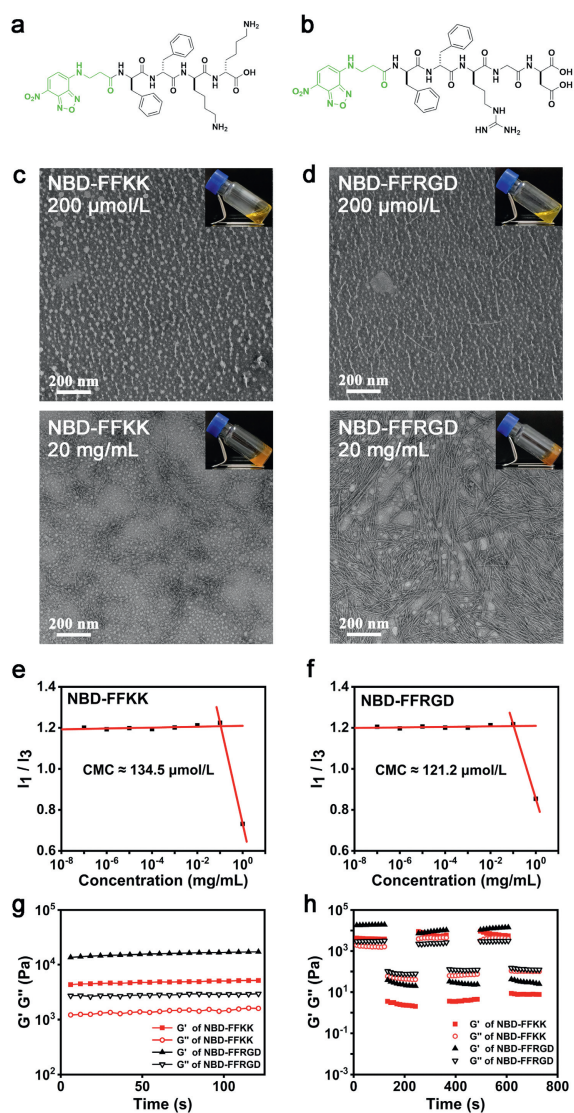 a
b
NH₂
O₂N
N
O
N
H
N
O
H
N
O
N
H
O
H
N
O
N
H
O
OH
NH₂
O₂N
N
O
N
H
N
O
H
N
O
N
H
O
H
N
O
N
H
O
H
N
O
OH
OH
O
NH
HN
NH₂
c
NBD-FFKK
200 μmol/L
200 nm
d
NBD-FFRGD
200 μmol/L
200 nm
NBD-FFKK
20 mg/mL
200 nm
NBD-FFRGD
20 mg/mL
200 nm
e
NBD-FFKK
CMC ≈ 134.5 μmol/L
I₁ / I₃
1.4
1.2
1.0
0.8
0.6
10⁻⁸ 10⁻⁶ 10⁻⁴ 10⁻² 10⁰
Concentration (mg/mL)
f
NBD-FFRGD
CMC ≈ 121.2 μmol/L
I₁ / I₃
1.4
1.2
1.0
0.8
0.6
10⁻⁸ 10⁻⁶ 10⁻⁴ 10⁻² 10⁰
Concentration (mg/mL)
g
G' G'' (Pa)
10⁵
10⁴
10³
10²
G' of NBD-FFKK
G'' of NBD-FFKK
G' of NBD-FFRGD
G'' of NBD-FFRGD
0 50 100
Time (s)
h
G' G'' (Pa)
10⁵
10³
10¹
10⁻¹
10⁻³
G' of NBD-FFKK
G'' of NBD-FFKK
G' of NBD-FFRGD
G'' of NBD-FFRGD
0 200 400 600 800
Time (s)